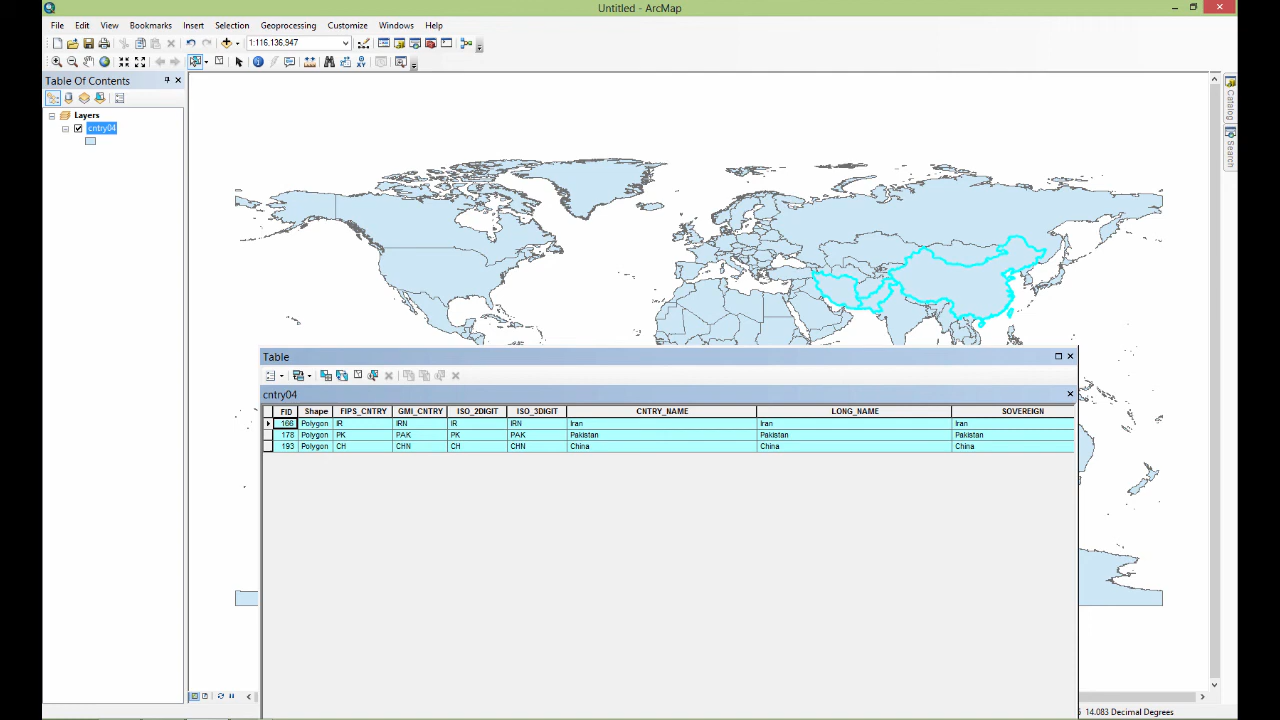 Untitled - ArcMap
File Edit View Bookmarks Insert Selection Geoprocessing Customize Windows Help
1:116.136.947
Table Of Contents
Layers
cntry04
Catalog
Search
Table
cntry04
FID Shape FIPS_CNTRY GMI_CNTRY ISO_2DIGIT ISO_3DIGIT CNTRY_NAME LONG_NAME SOVEREIGN
166 Polygon IR IRN IR IRN Iran Iran Iran
178 Polygon PK PAK PK PAK Pakistan Pakistan Pakistan
193 Polygon CH CHN CH CHN China China China
14.083 Decimal Degrees